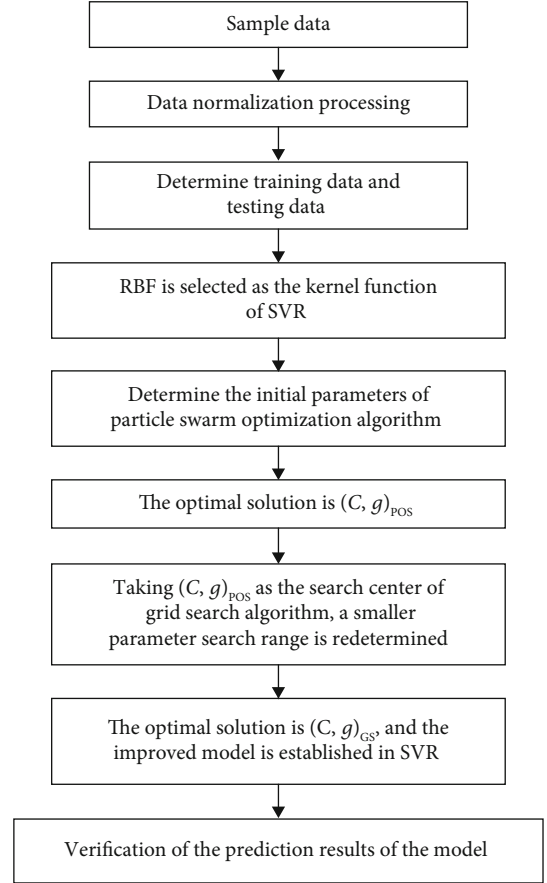 Sample data
Data normalization processing
Determine training data and
testing data
RBF is selected as the kernel function
of SVR
Determine the initial parameters of
particle swarm optimization algorithm
The optimal solution is (C, g)POS
Taking (C, g)POS as the search center of
grid search algorithm, a smaller
parameter search range is redetermined
The optimal solution is (C, g)GS, and the
improved model is established in SVR
Verification of the prediction results of the model